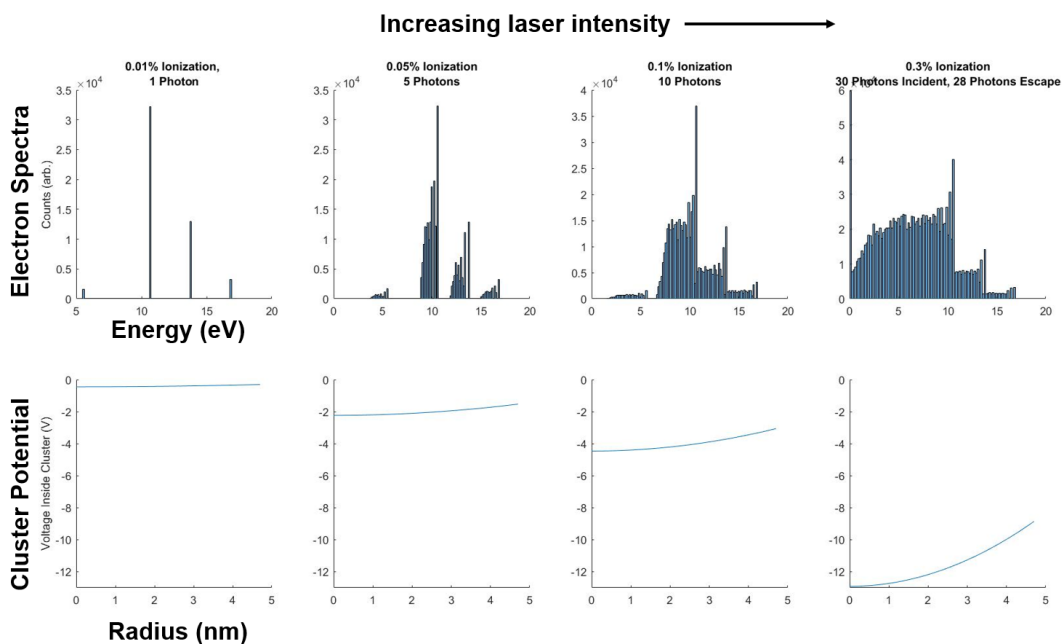 Increasing laser intensity
0.01% Ionization,
1 Photon
0.05% Ionization
5 Photons
0.1% Ionization
10 Photons
0.3% Ionization
30 Photons Incident, 28 Photons Escape
Electron Spectra
Counts (arb.)
× 10⁴
3.5
3
2.5
2
1.5
1
0.5
0
0 5 10 15 20
× 10⁴
3.5
3
2.5
2
1.5
1
0.5
0
0 5 10 15 20
× 10⁴
4
3.5
3
2.5
2
1.5
1
0.5
0
0 5 10 15 20
6
5
4
3
2
1
0
0 5 10 15 20
Energy (eV)
Cluster Potential
Voltage Inside Cluster (V)
0
-2
-4
-6
-8
-10
-12
0 1 2 3 4 5
0
-2
-4
-6
-8
-10
-12
0 1 2 3 4 5
0
-2
-4
-6
-8
-10
-12
0 1 2 3 4 5
0
-2
-4
-6
-8
-10
-12
0 1 2 3 4 5
Radius (nm)